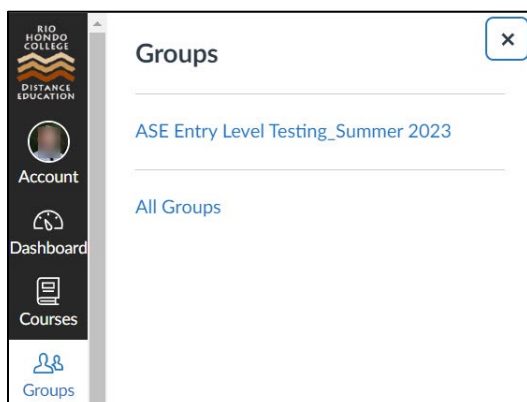 RIO
HONDO
COLLEGE
DISTANCE
EDUCATION
Account
Dashboard
Courses
Groups
Groups
ASE Entry Level Testing_Summer 2023
All Groups